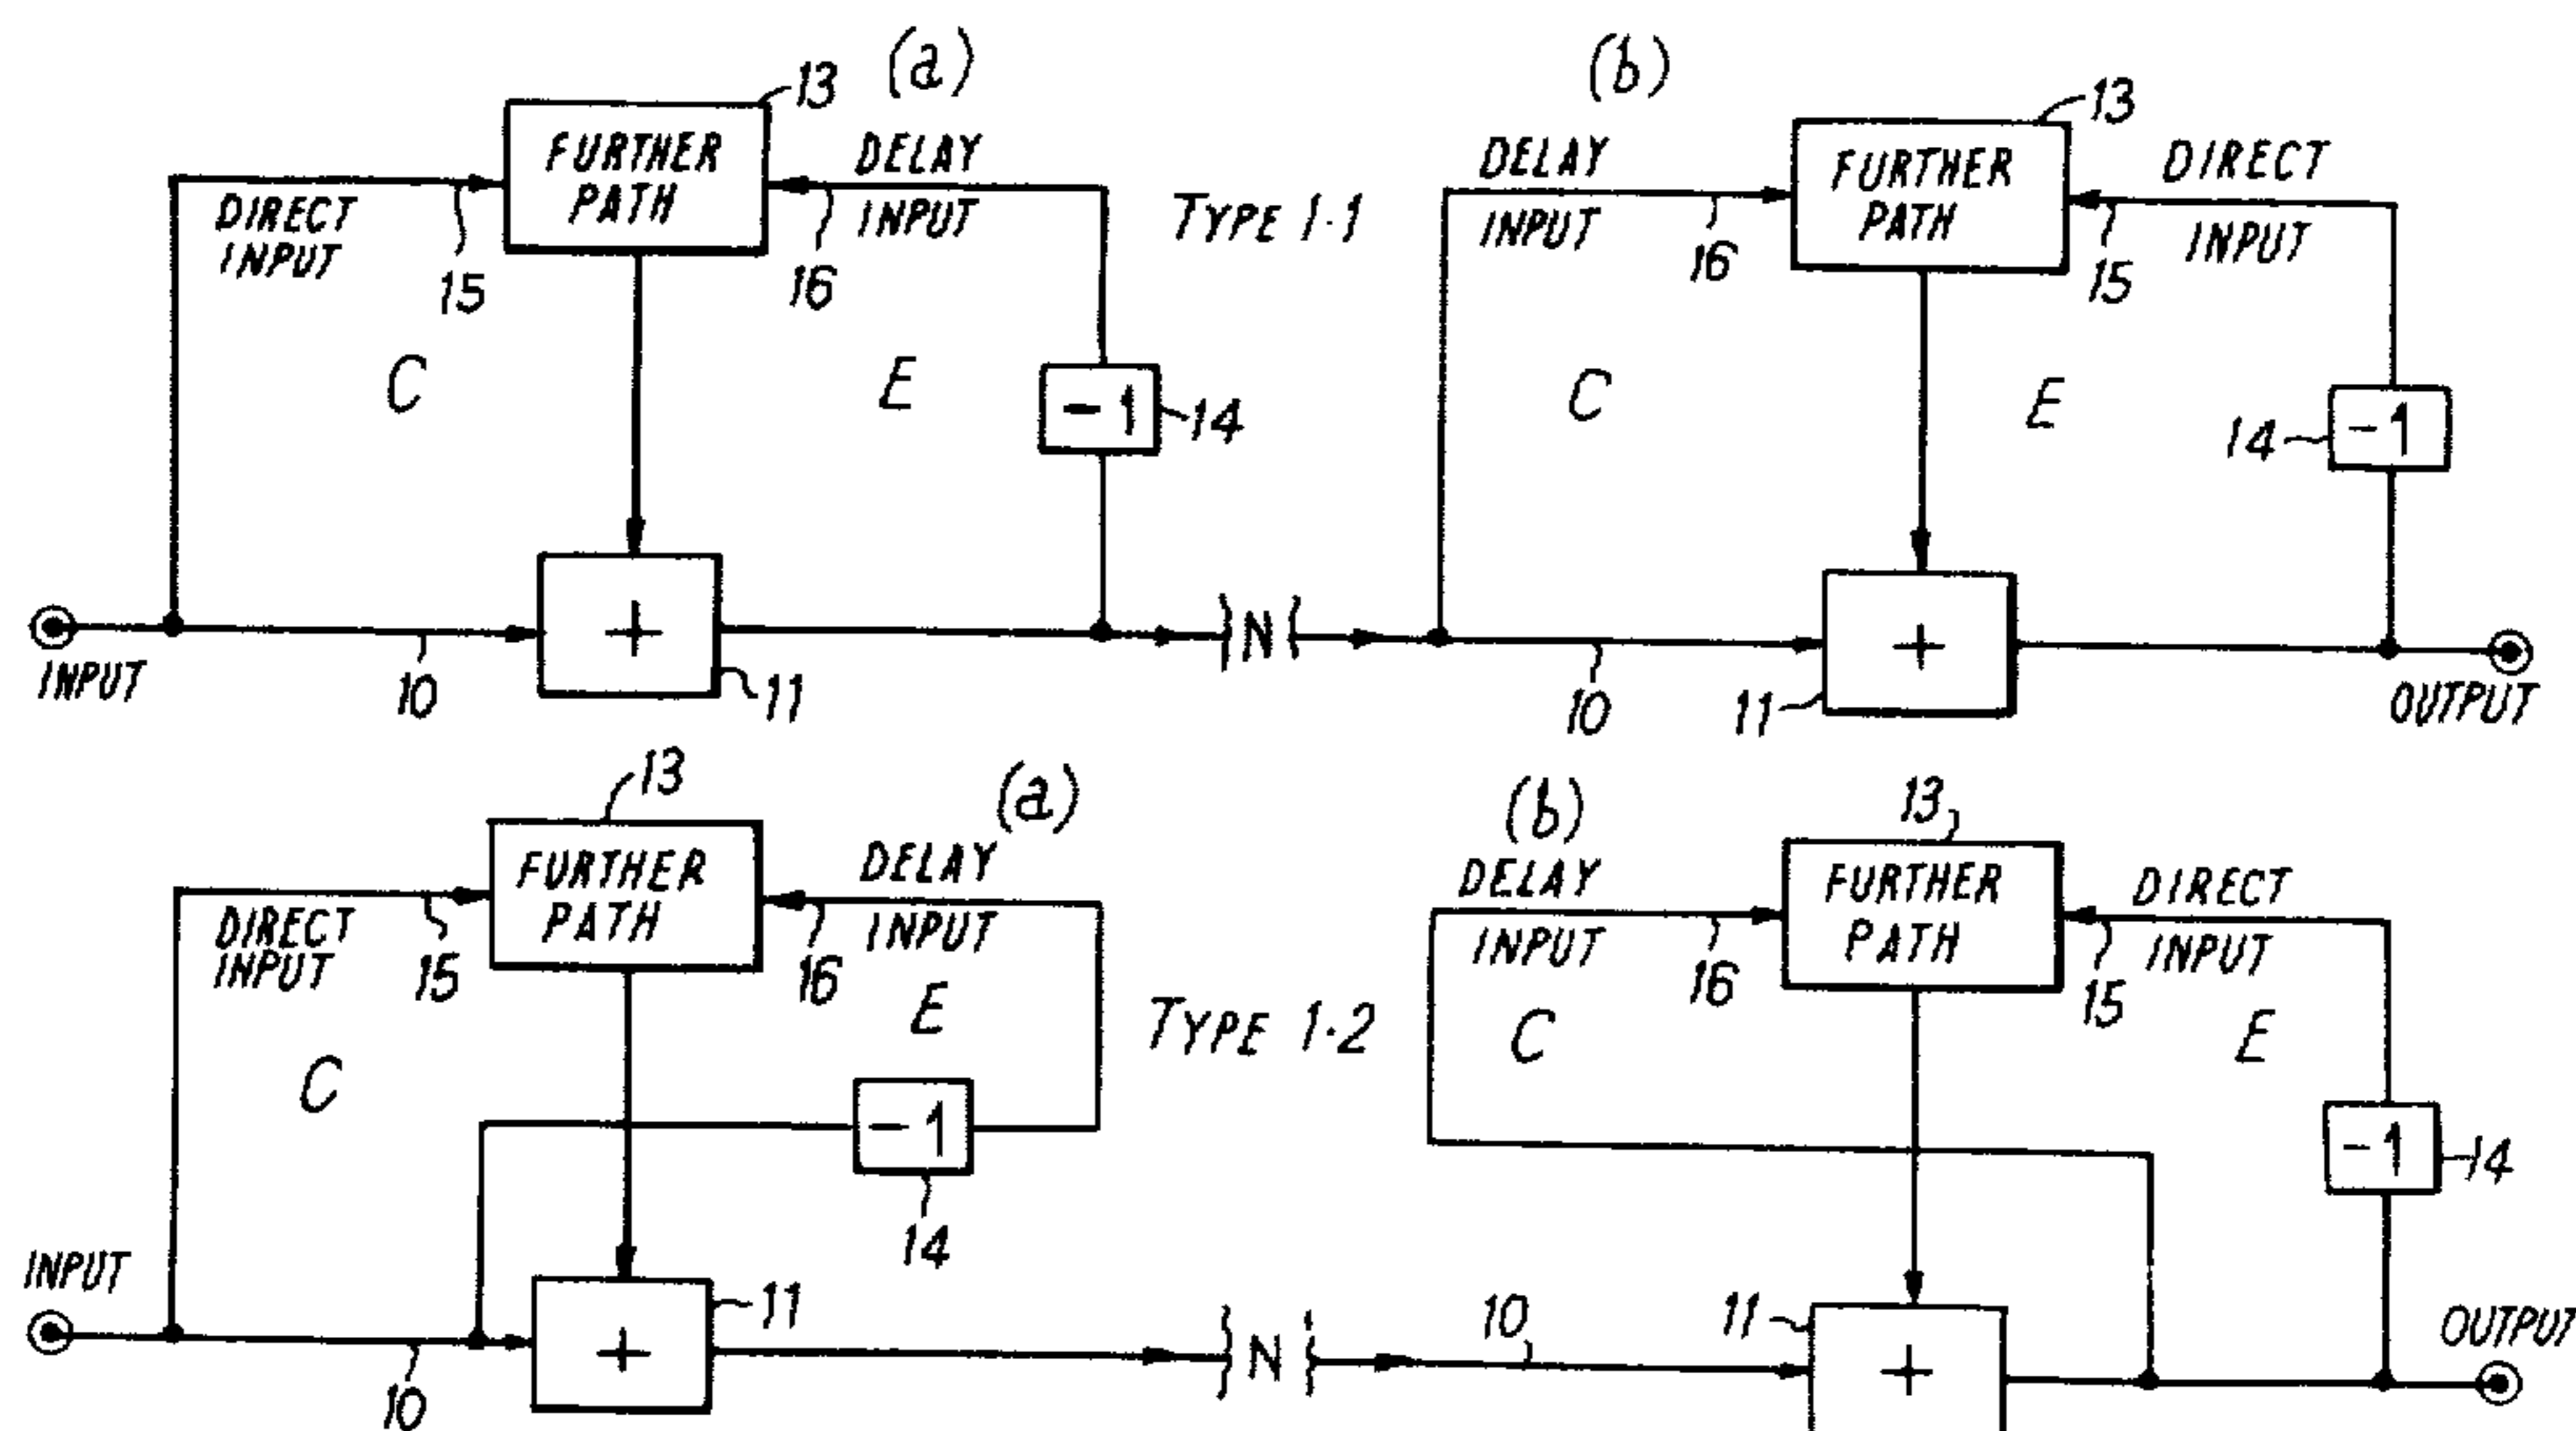 (a)
(b)
13
13
FURTHER
PATH
DELAY
INPUT
DIRECT
INPUT
15
16
TYPE 1·1
DELAY
INPUT
16
FURTHER
PATH
DIRECT
INPUT
15
C
E
-1
14
C
E
14
-1
INPUT
10
+
11
N
10
11
+
OUTPUT
13
(a)
(b)
13
FURTHER
PATH
DELAY
INPUT
DIRECT
INPUT
15
16
E
C
-1
14
TYPE 1·2
DELAY
INPUT
16
FURTHER
PATH
DIRECT
INPUT
15
C
E
-1
14
INPUT
10
+
11
N
10
11
+
OUTPUT